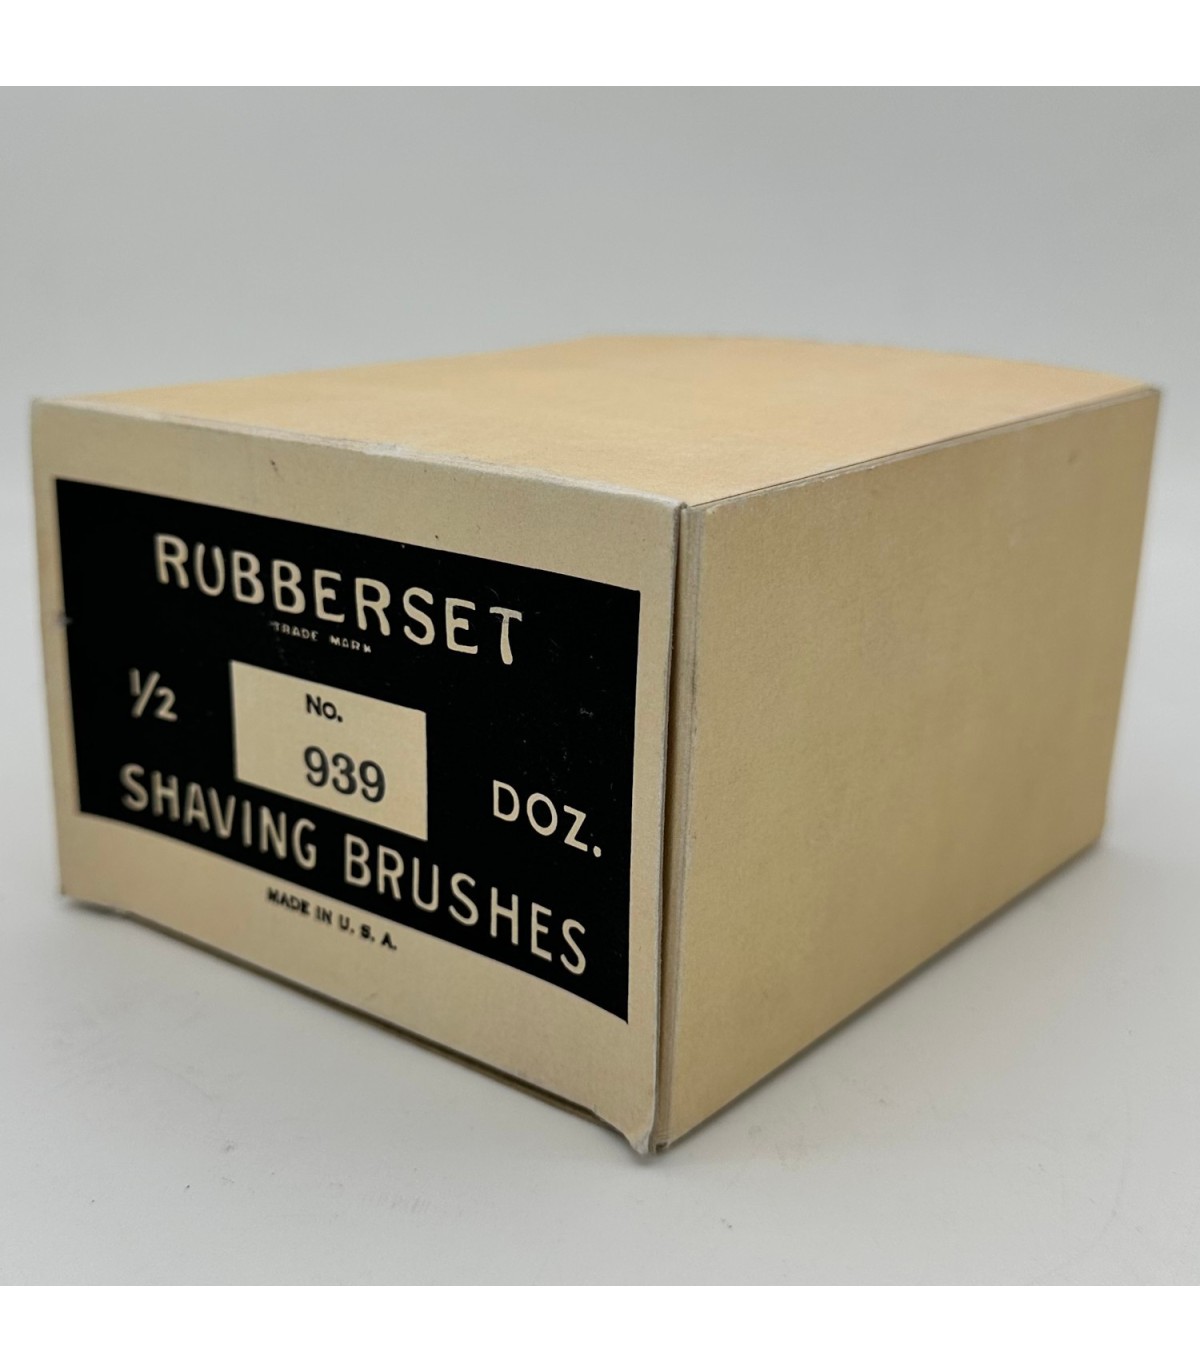 RUBBERSET
TRADE MARK
½ No. DOZ.
939
SHAVING BRUSHES
MADE IN U. S. A.